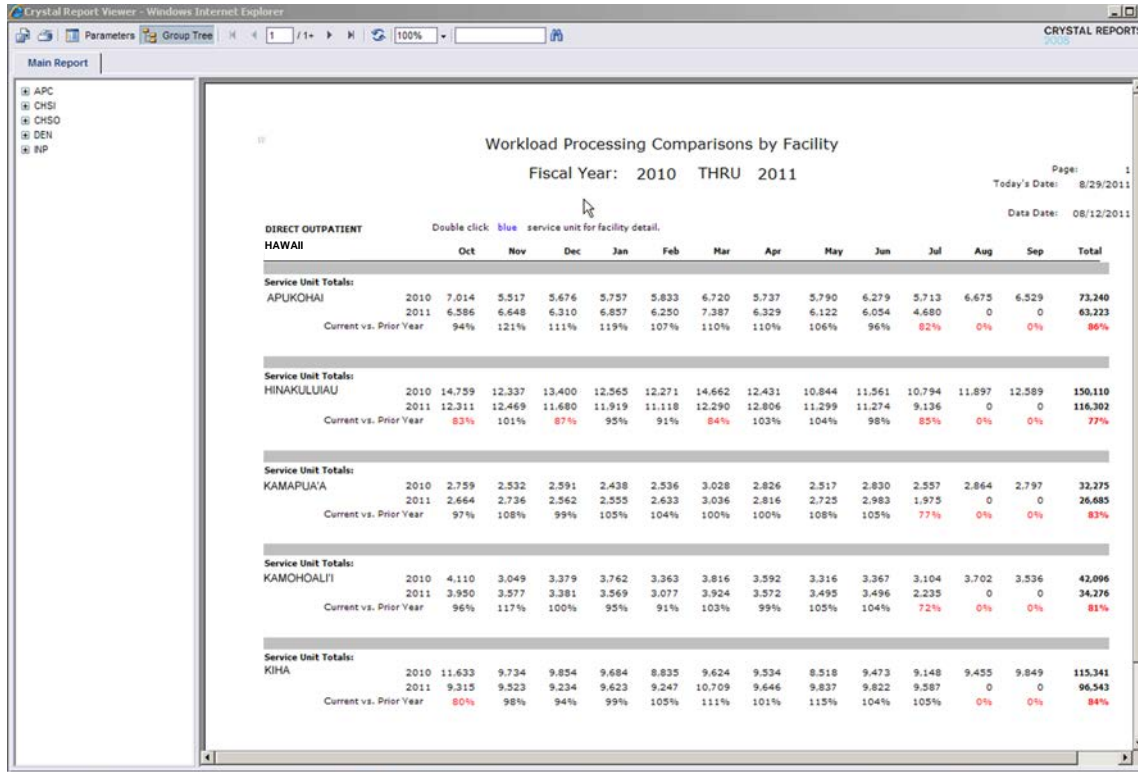 Crystal Report Viewer - Windows Internet Explorer
Parameters Group Tree 1 / 1+ 100% CRYSTAL REPORTS
2008
Main Report
APC
CHSI
CHSO
DEN
INP
Workload Processing Comparisons by Facility
Fiscal Year: 2010 THRU 2011
Page: 1
Today's Date: 8/29/2011
Data Date: 08/12/2011
DIRECT OUTPATIENT Double click blue service unit for facility detail.
HAWAII
Oct Nov Dec Jan Feb Mar Apr May Jun Jul Aug Sep Total
Service Unit Totals:
APUKOHAI 2010 7,014 5,517 5,676 5,757 5,833 6,720 5,737 5,790 6,279 5,713 6,675 6,529 73,240
2011 6,586 6,648 6,310 6,857 6,250 7,387 6,329 6,122 6,054 4,680 0 0 63,223
Current vs. Prior Year 94% 121% 111% 119% 107% 110% 110% 106% 96% 82% 0% 0% 86%
Service Unit Totals:
HINAKULUIAU 2010 14,759 12,337 13,400 12,565 12,271 14,662 12,431 10,844 11,561 10,794 11,897 12,589 150,110
2011 12,311 12,469 11,680 11,919 11,118 12,290 12,806 11,299 11,274 9,136 0 0 116,302
Current vs. Prior Year 83% 101% 87% 95% 91% 84% 103% 104% 98% 85% 0% 0% 77%
Service Unit Totals:
KAMAPUA'A 2010 2,759 2,532 2,591 2,438 2,536 3,028 2,826 2,517 2,830 2,557 2,864 2,797 32,275
2011 2,664 2,736 2,562 2,555 2,633 3,036 2,816 2,725 2,983 1,975 0 0 26,685
Current vs. Prior Year 97% 108% 99% 105% 104% 100% 100% 108% 105% 77% 0% 0% 83%
Service Unit Totals:
KAMOHOALI'I 2010 4,110 3,049 3,379 3,762 3,363 3,816 3,592 3,316 3,367 3,104 3,702 3,536 42,096
2011 3,950 3,577 3,381 3,569 3,077 3,924 3,572 3,495 3,496 2,235 0 0 34,276
Current vs. Prior Year 96% 117% 100% 95% 91% 103% 99% 105% 104% 72% 0% 0% 81%
Service Unit Totals:
KIHA 2010 11,633 9,734 9,854 9,684 8,835 9,624 9,534 8,518 9,473 9,148 9,455 9,849 115,341
2011 9,315 9,523 9,234 9,623 9,247 10,709 9,646 9,837 9,822 9,587 0 0 96,543
Current vs. Prior Year 80% 98% 94% 99% 105% 111% 101% 115% 104% 105% 0% 0% 84%